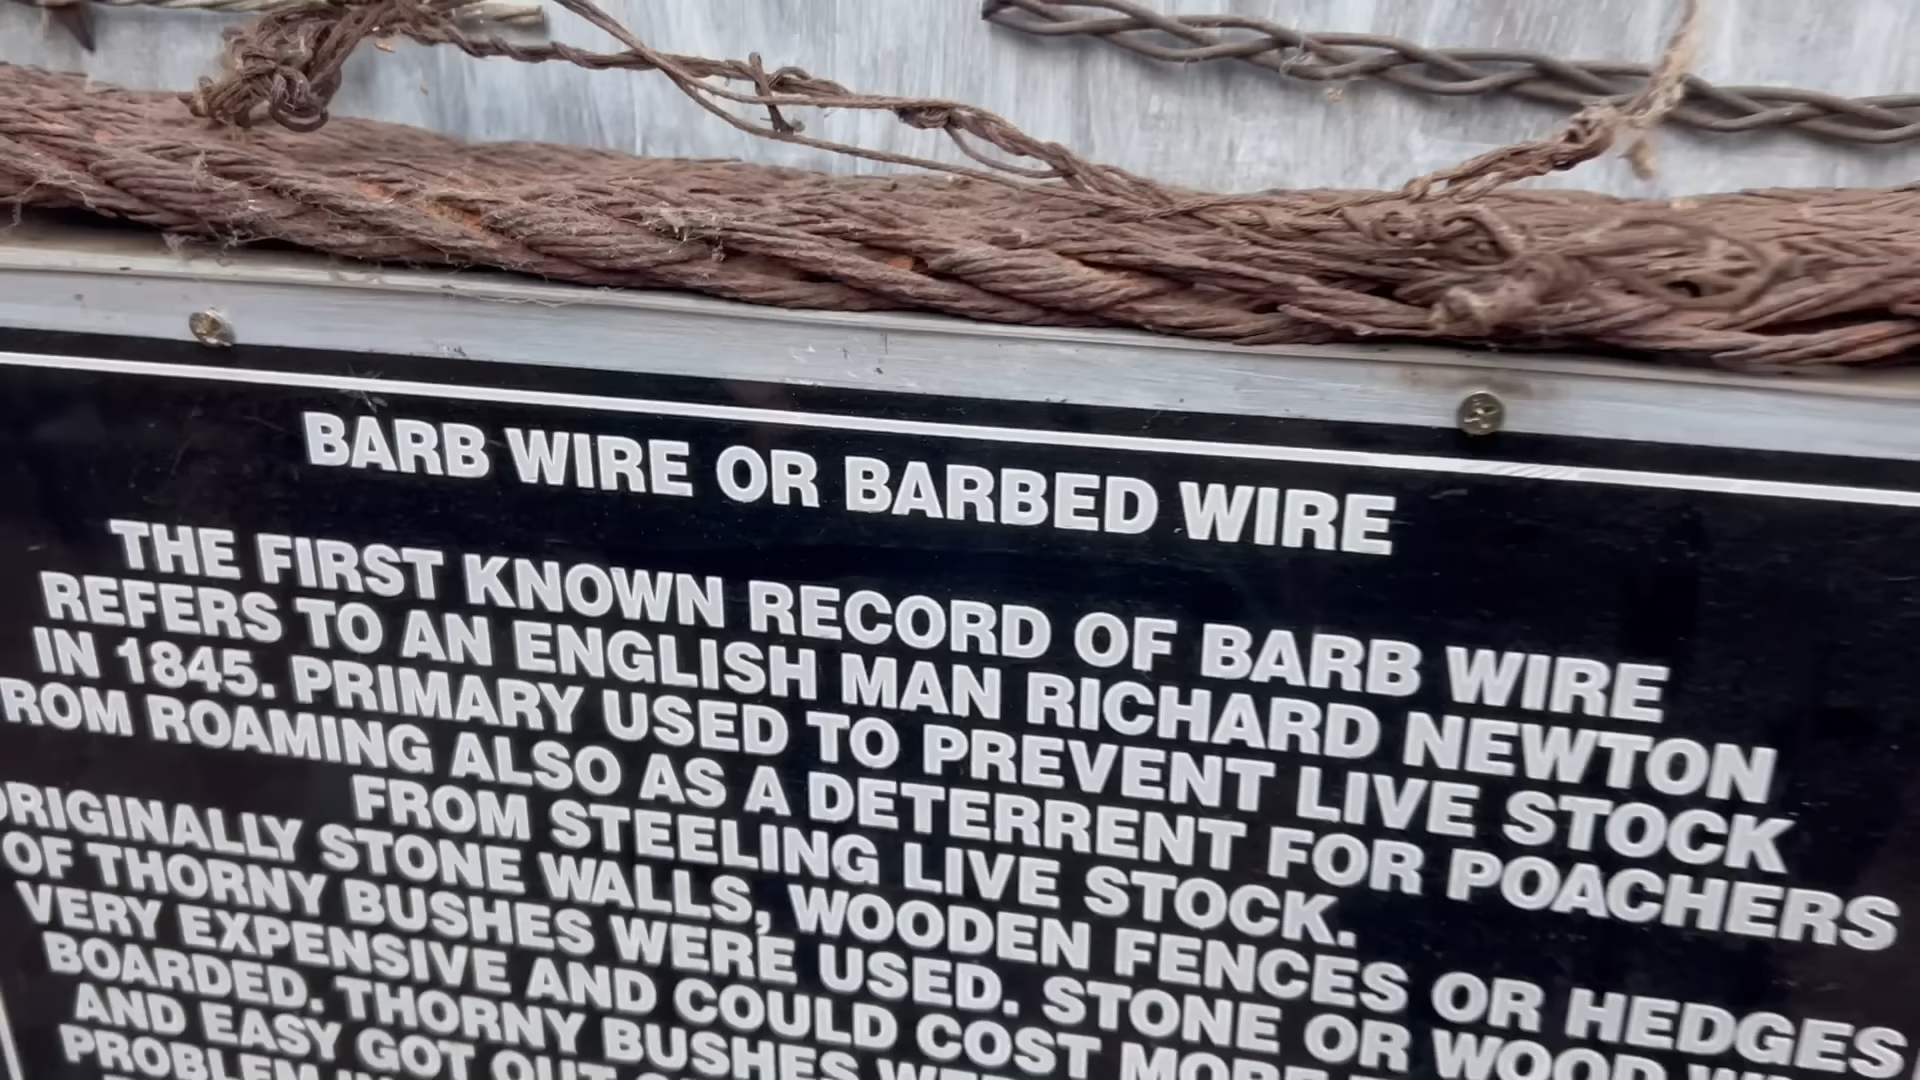 BARB WIRE OR BARBED WIRE
THE FIRST KNOWN RECORD OF BARB WIRE
REFERS TO AN ENGLISH MAN RICHARD NEWTON
IN 1845. PRIMARY USED TO PREVENT LIVE STOCK
ROM ROAMING ALSO AS A DETERRENT FOR POACHERS
FROM STEELING LIVE STOCK.
ORIGINALLY STONE WALLS, WOODEN FENCES OR HEDGES
OF THORNY BUSHES WERE USED. STONE OR WOOD
VERY EXPENSIVE AND COULD COST MORE
BOARDED. THORNY BUSHES
AND EASY GOT OUT
PROBLEM